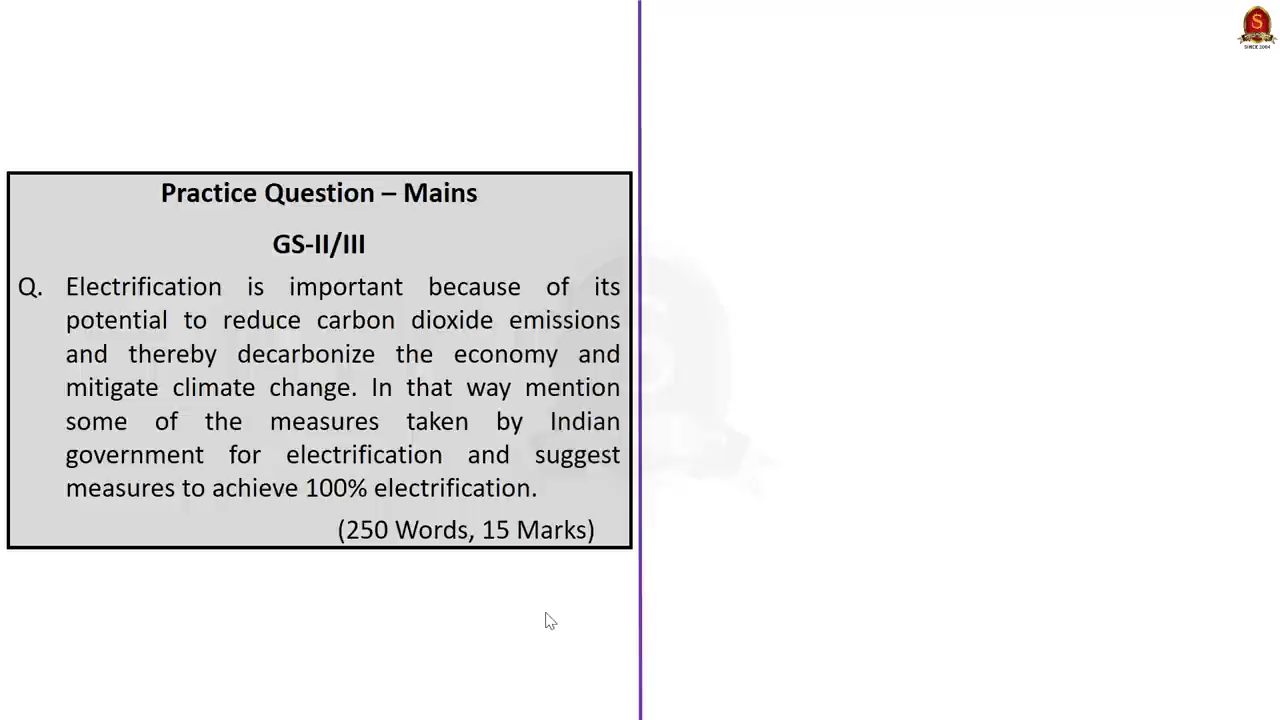 S
SINCE 2004
Practice Question – Mains
GS-II/III
Q. Electrification is important because of its
potential to reduce carbon dioxide emissions
and thereby decarbonize the economy and
mitigate climate change. In that way mention
some of the measures taken by Indian
government for electrification and suggest
measures to achieve 100% electrification.
(250 Words, 15 Marks)